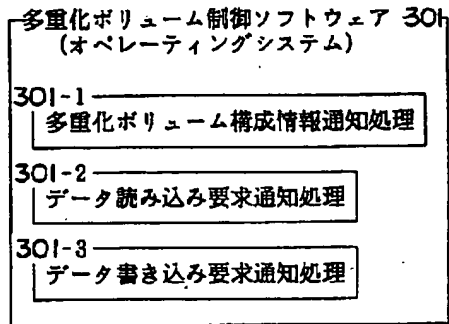 多重化ボリューム制御ソフトウェア 301
(オペレーティングシステム)
301-1
多重化ボリューム構成情報通知処理
301-2
データ読み込み要求通知処理
301-3
データ書き込み要求通知処理